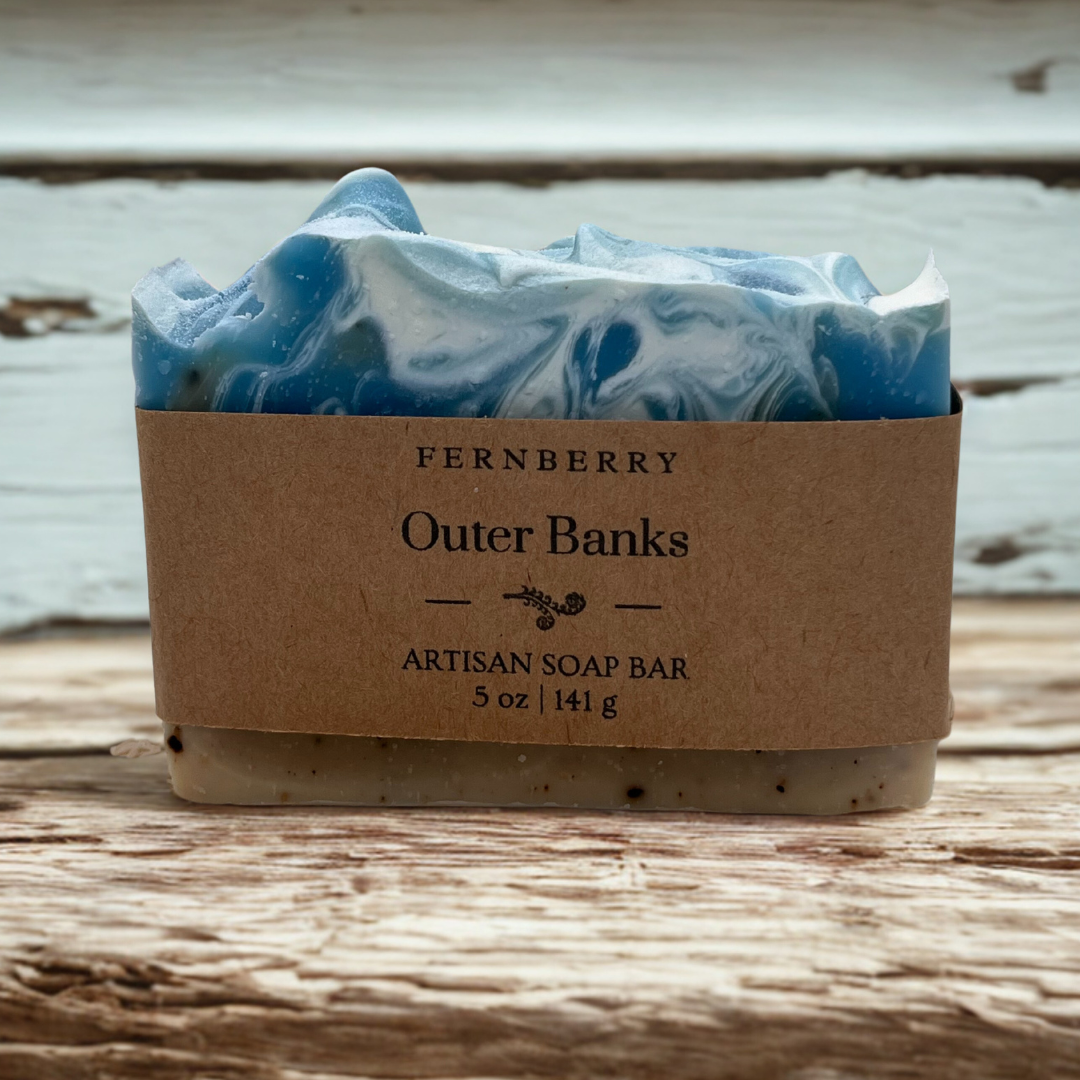 FERNBERRY
Outer Banks
ARTISAN SOAP BAR
5 oz | 141 g